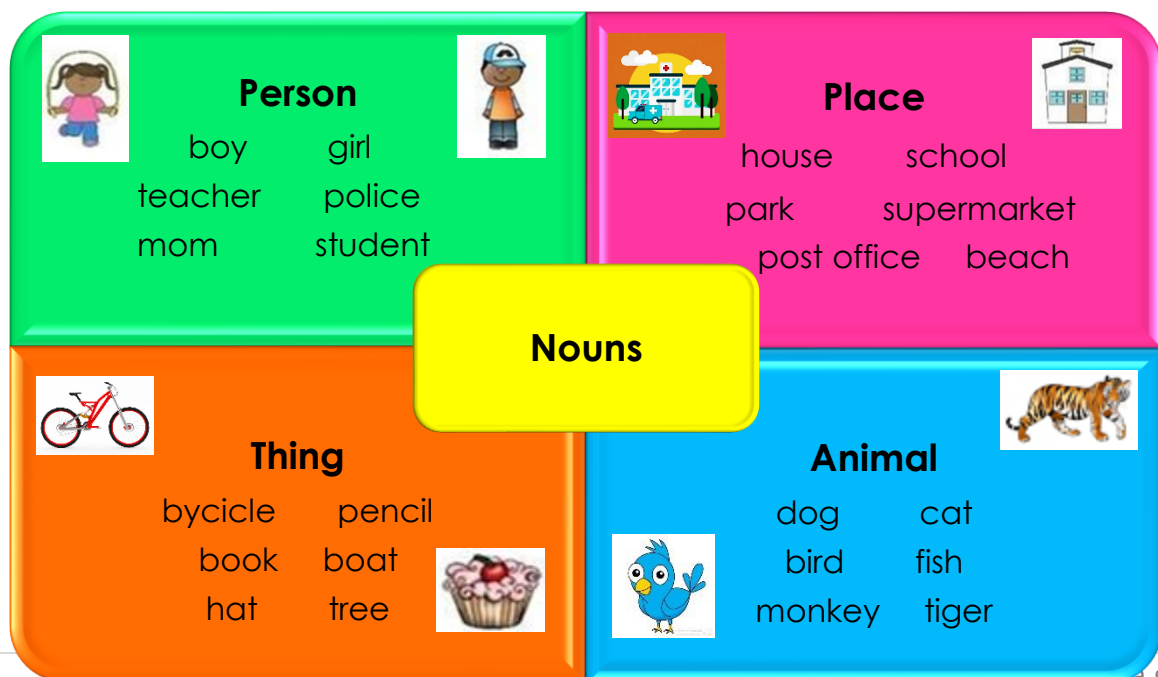 Person
boy girl
teacher police
mom student
Place
house school
park supermarket
post office beach
Nouns
Thing
bycicle pencil
book boat
hat tree
Animal
dog cat
bird fish
monkey tiger